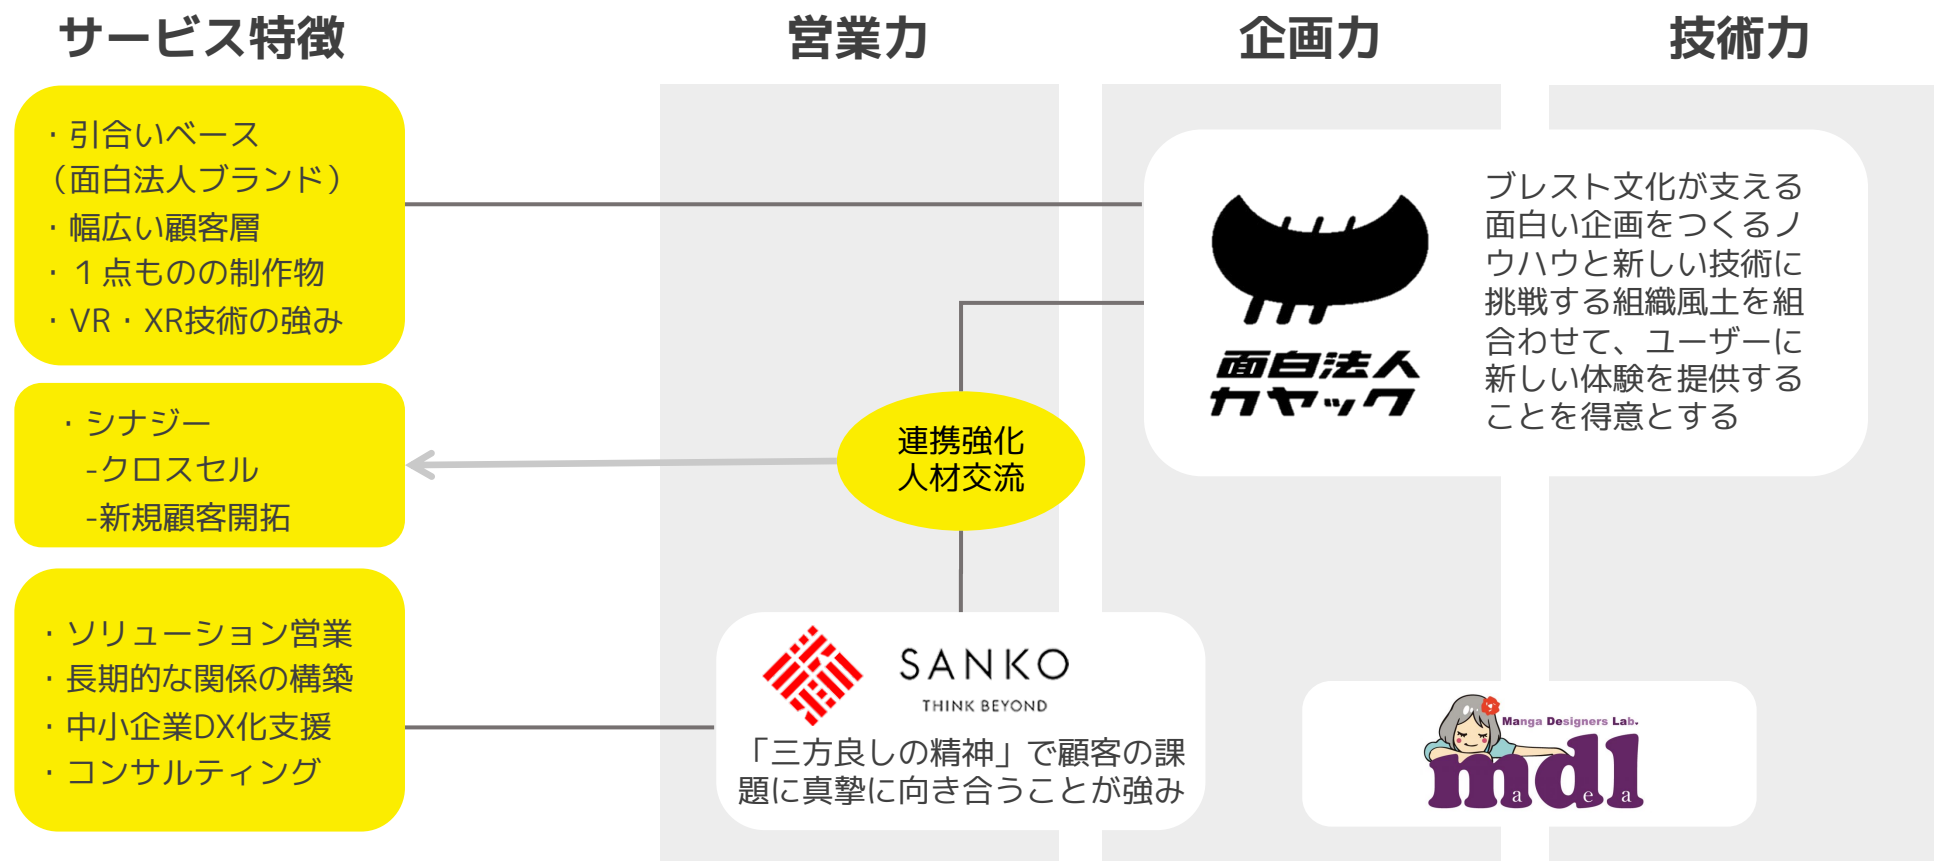 サービス特徴
営業力
企画力
技術力
・引合いベース
（面白法人ブランド）
・幅広い顧客層
・１点ものの制作物
・VR・XR技術の強み
・シナジー
-クロスセル
-新規顧客開拓
・ソリューション営業
・長期的な関係の構築
・中小企業DX化支援
・コンサルティング
連携強化
人材交流
面白法人
カヤック
ブレスト文化が支える
面白い企画をつくるノ
ウハウと新しい技術に
挑戦する組織風土を組
合わせて、ユーザーに
新しい体験を提供する
ことを得意とする
SANKO
THINK BEYOND
「三方良しの精神」で顧客の課
題に真摯に向き合うことが強み
Manga Designers Lab.
mdl
a e a